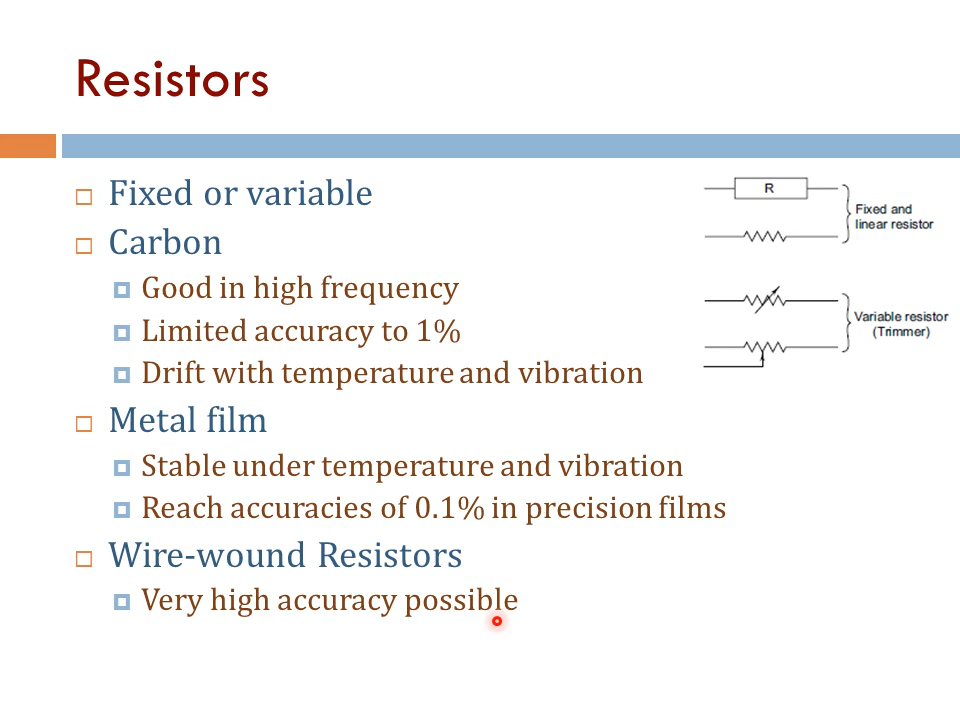 Resistors
Fixed or variable
Carbon
Good in high frequency
Limited accuracy to 1%
Drift with temperature and vibration
Metal film
Stable under temperature and vibration
Reach accuracies of 0.1% in precision films
Wire-wound Resistors
Very high accuracy possible
R
Fixed and
linear resistor
Variable resistor
(Trimmer)